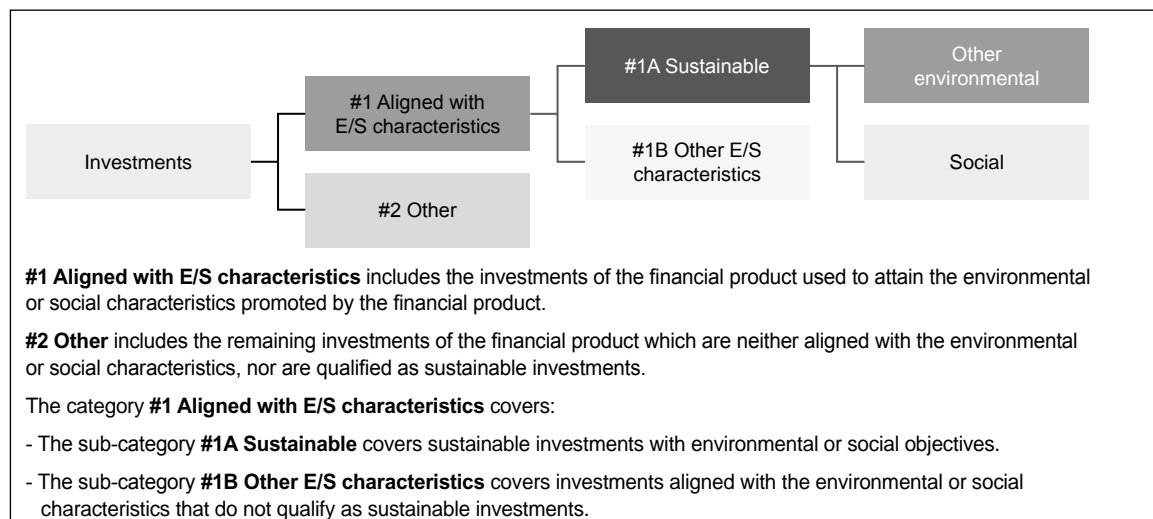 #1A Sustainable
Other
environmental
#1 Aligned with
E/S characteristics
Investments
#1B Other E/S
characteristics
Social
#2 Other
#1 Aligned with E/S characteristics includes the investments of the financial product used to attain the environmental
or social characteristics promoted by the financial product.
#2 Other includes the remaining investments of the financial product which are neither aligned with the environmental
or social characteristics, nor are qualified as sustainable investments.
The category #1 Aligned with E/S characteristics covers:
- The sub-category #1A Sustainable covers sustainable investments with environmental or social objectives.
- The sub-category #1B Other E/S characteristics covers investments aligned with the environmental or social
characteristics that do not qualify as sustainable investments.